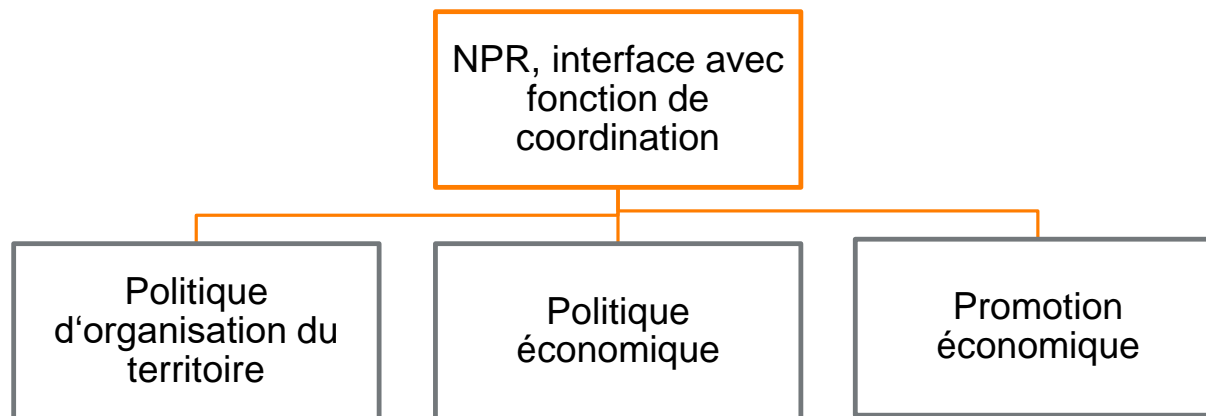 NPR, interface avec
fonction de
coordination
Politique
d‘organisation du
territoire
Politique
économique
Promotion
économique